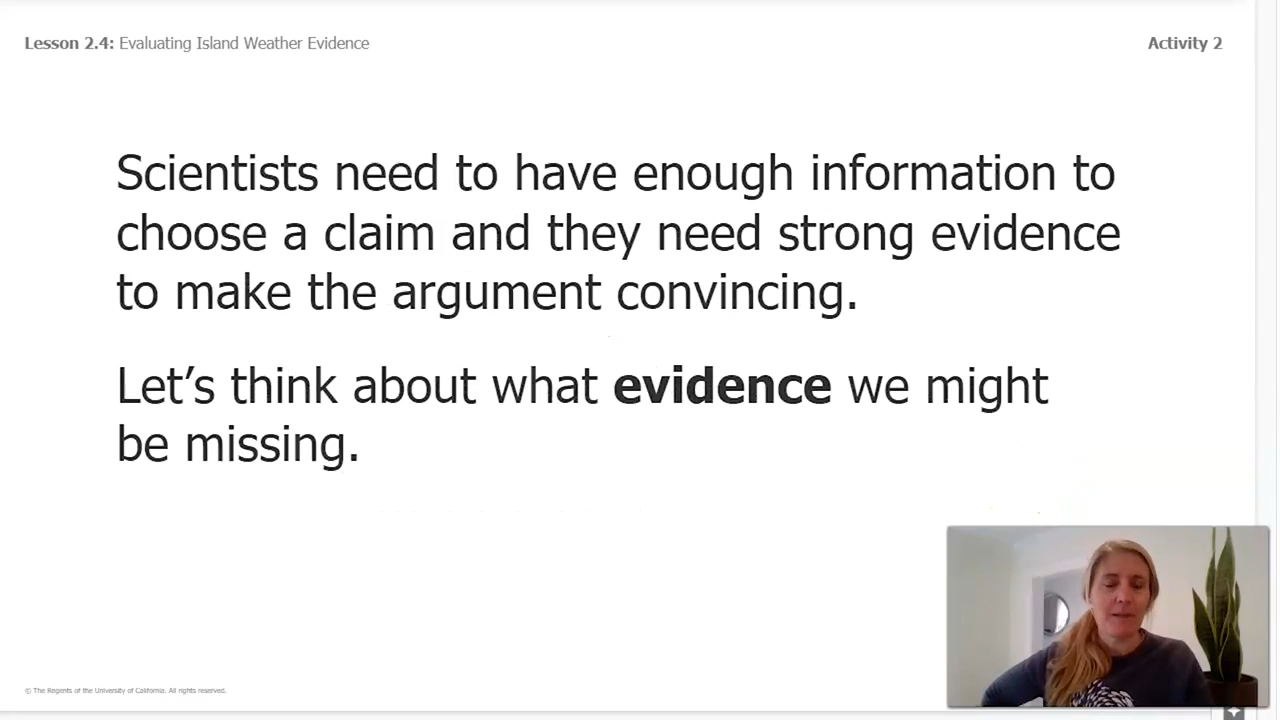 Lesson 2.4: Evaluating Island Weather Evidence
Activity 2
Scientists need to have enough information to
choose a claim and they need strong evidence
to make the argument convincing.
Let’s think about what evidence we might
be missing.
© The Regents of the University of California. All rights reserved.